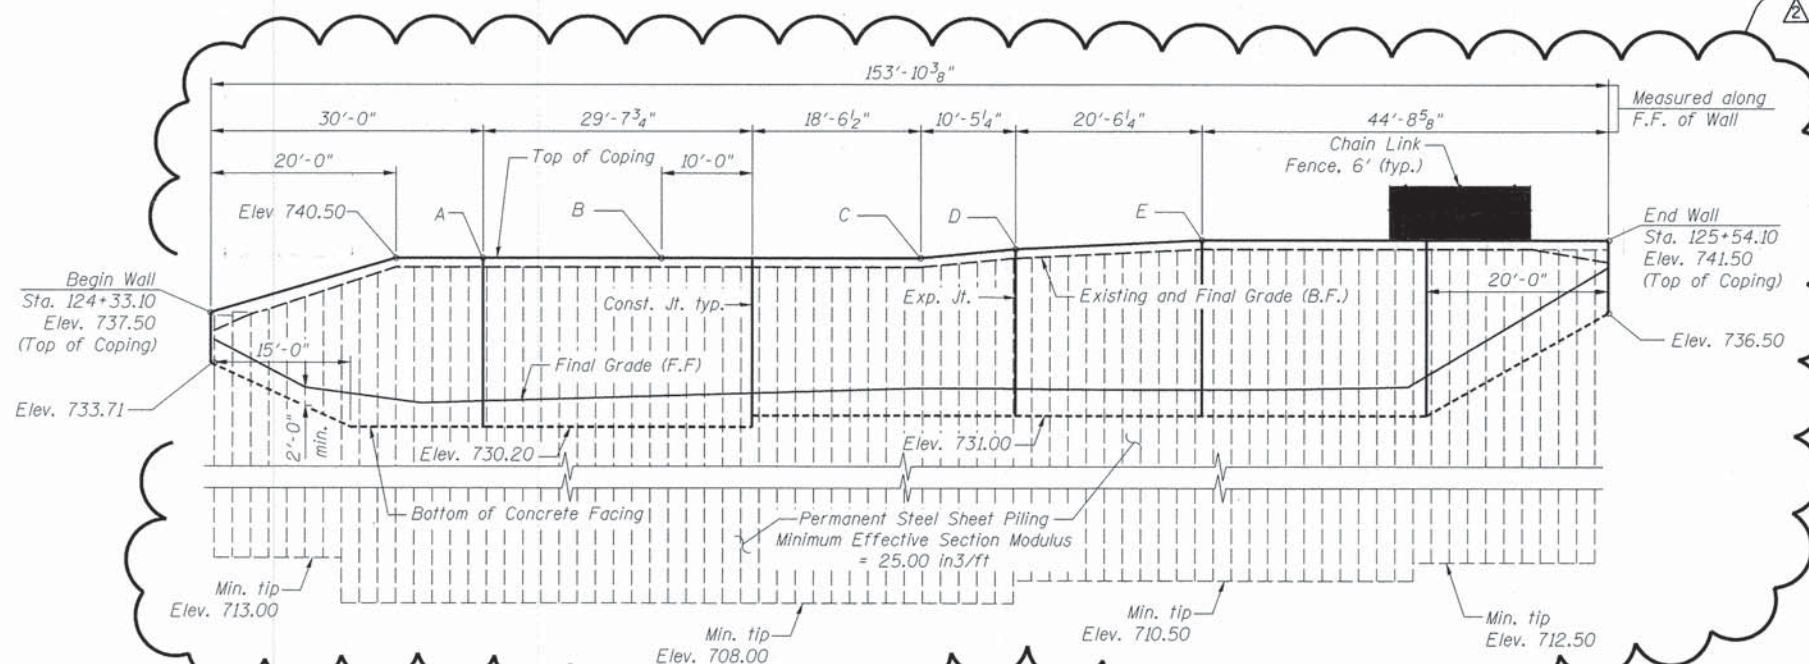 2
153'-10 3/8"
Measured along
F.F. of Wall
30'-0"
29'-7 3/4"
18'-6 1/2"
10'-5 1/4"
20'-6 1/4"
44'-8 5/8"
20'-0"
Top of Coping
10'-0"
Chain Link
Fence, 6' (typ.)
Elev 740.50
A
B
C
D
E
End Wall
Sta. 125+54.10
Elev. 741.50
(Top of Coping)
Begin Wall
Sta. 124+33.10
Elev. 737.50
(Top of Coping)
Const. Jt. typ.
Exp. Jt.
Existing and Final Grade (B.F.)
20'-0"
15'-0"
Final Grade (F.F)
Elev. 736.50
Elev. 733.71
2'-0"
min.
Elev. 730.20
Elev. 731.00
Bottom of Concrete Facing
Permanent Steel Sheet Piling
Minimum Effective Section Modulus
= 25.00 in3/ft
Min. tip
Elev. 713.00
Min. tip
Elev. 708.00
Min. tip
Elev. 710.50
Min. tip
Elev. 712.50